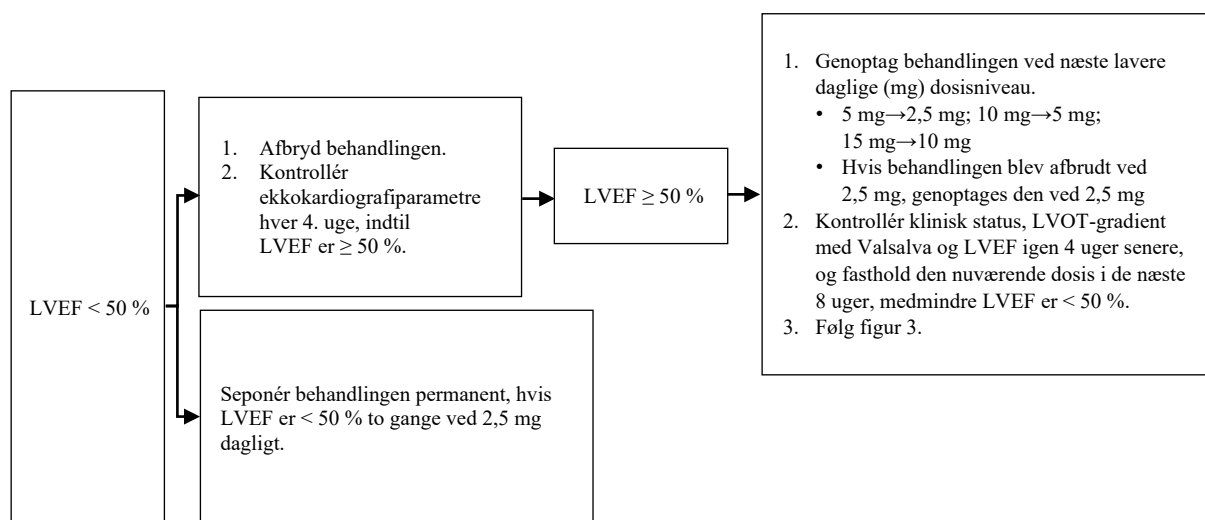 LVEF < 50 %
1. Afbryd behandlingen.
2. Kontrollér
ekkokardiografiparametre
hver 4. uge, indtil
LVEF er ≥ 50 %.
Seponér behandlingen permanent, hvis
LVEF er < 50 % to gange ved 2,5 mg
dagligt.
LVEF ≥ 50 %
1. Genoptag behandlingen ved næste lavere
daglige (mg) dosisniveau.
• 5 mg→2,5 mg; 10 mg→5 mg;
15 mg→10 mg
• Hvis behandlingen blev afbrudt ved
2,5 mg, genoptages den ved 2,5 mg
2. Kontrollér klinisk status, LVOT-gradient
med Valsalva og LVEF igen 4 uger senere,
og fasthold den nuværende dosis i de næste
8 uger, medmindre LVEF er < 50 %.
3. Følg figur 3.